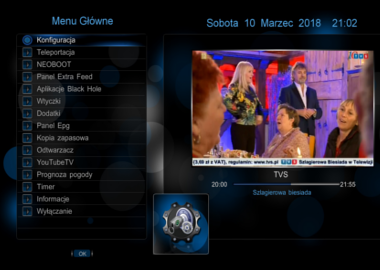 Menu Główne
Sobota 10 Marzec 2018 21:02
Konfiguracja
Teleportacja
NEOBOOT
Panel Extra Feed
Aplikacje Black Hole
Wtyczki
Dodatki
Panel Epg
Kopia zapasowa
Odtwarzacz
YouTubeTV
Prognoza pogody
Timer
Informacje
Wyłączanie
OK
TVS
(3,69 zł z VAT), regulamin: www.tvs.pl TVS Szlagierowa Biesiada w Telewizji
TVS
20:00 21:55
Szlagierowa biesiada